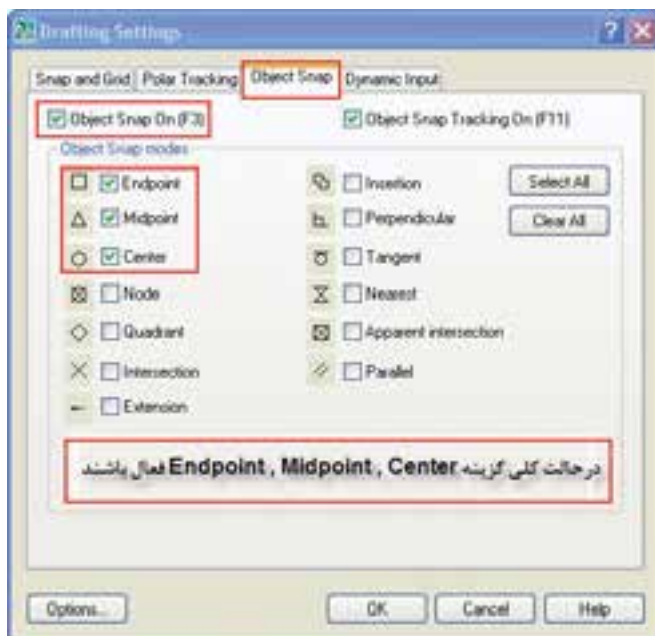 Drafting Settings
Snap and Grid Polar Tracking Object Snap Dynamic Input
Object Snap On (F3) Object Snap Tracking On (F11)
Object Snap modes
Endpoint Insertion Select All
Midpoint Perpendicular Clear All
Center Tangent
Node Nearest
Quadrant Apparent intersection
Intersection Parallel
Extension
در حالت کلی گزینه Endpoint , Midpoint , Center فعال باشند
Options... OK Cancel Help